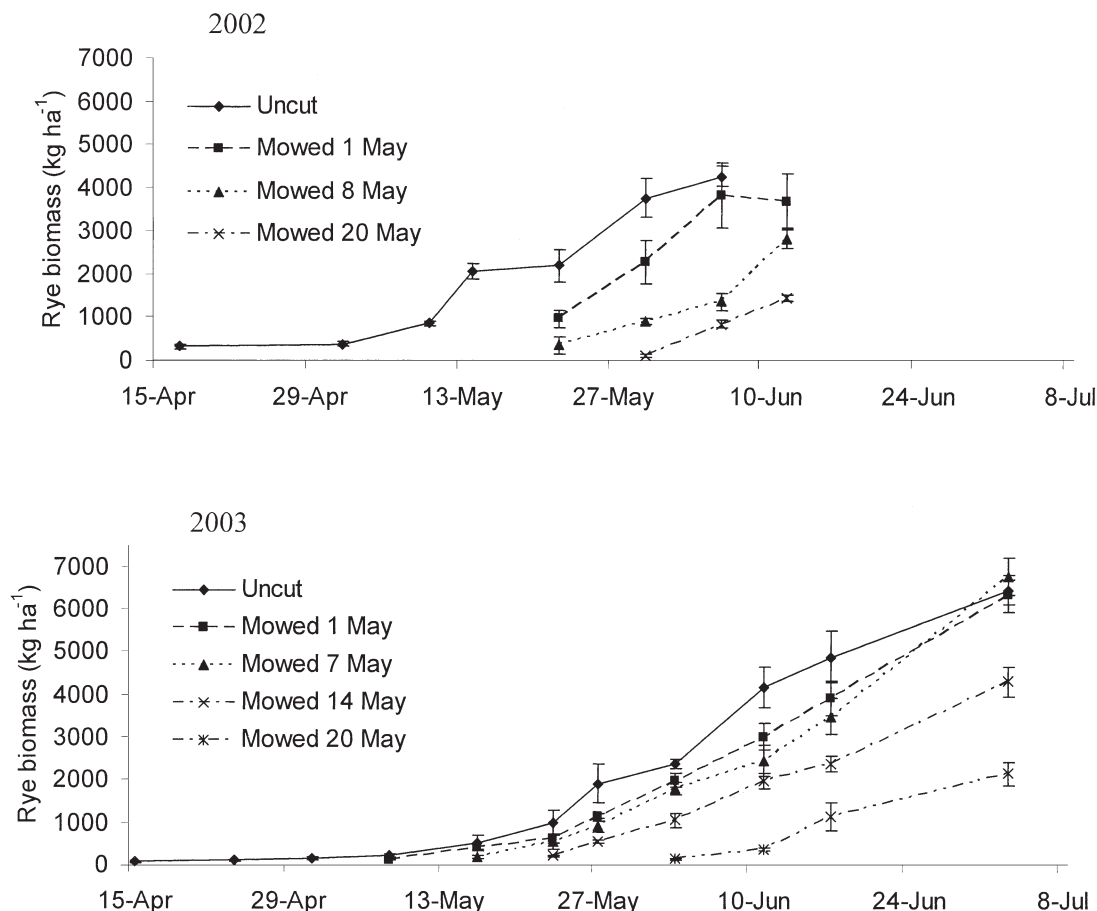 2002
7000
6000
5000
4000
3000
2000
1000
0
Rye biomass (kg ha⁻¹)
Uncut
Mowed 1 May
Mowed 8 May
Mowed 20 May
15-Apr 29-Apr 13-May 27-May 10-Jun 24-Jun 8-Jul
2003
7000
6000
5000
4000
3000
2000
1000
0
Rye biomass (kg ha⁻¹)
Uncut
Mowed 1 May
Mowed 7 May
Mowed 14 May
Mowed 20 May
15-Apr 29-Apr 13-May 27-May 10-Jun 24-Jun 8-Jul